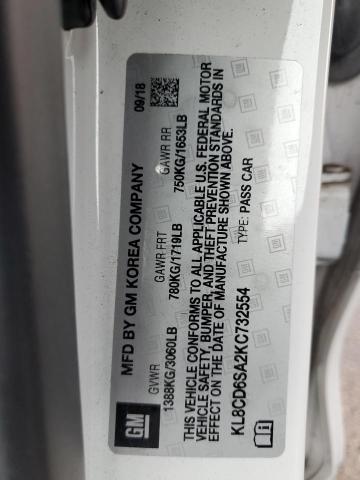 MFD BY GM KOREA COMPANY 09/18
GVWR GAWR FRT GAWR RR
1388KG/3060LB 780KG/1719LB 750KG/1653LB
THIS VEHICLE CONFORMS TO ALL APPLICABLE U.S. FEDERAL MOTOR
VEHICLE SAFETY, BUMPER, AND THEFT PREVENTION STANDARDS IN
EFFECT ON THE DATE OF MANUFACTURE SHOWN ABOVE.
KL8CD6SA2KC732554 TYPE: PASS CAR
GM